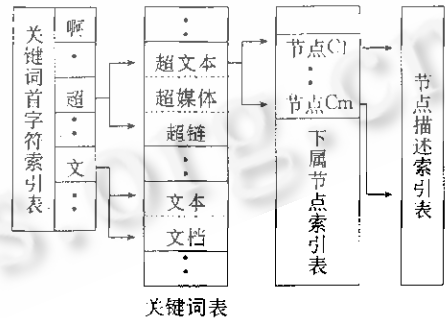 关键词首字符索引表
啊
超
文
超文本
超媒体
超链
文本
文档
节点Ci
节点Cm
下属节点索引表
节点描述索引表
关键词表